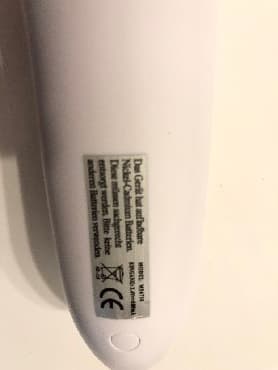 Das Gerät hat aufladbare
Nickel-Cadmium Batterien.
Diese müssen sachgerecht
entsorgt werden. Bitte keine
anderen Batterien verwenden
MODEL:
CE